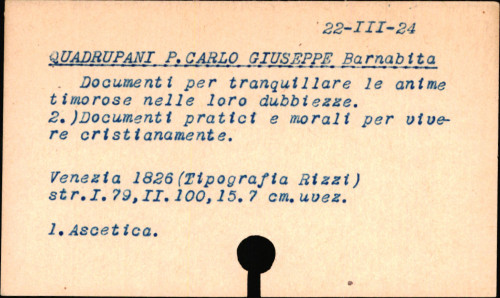 22-III-24
QUADRUPANI P.CARLO GIUSEPPE Barnabita
Documenti per tranquillare le anime
timorose nelle loro dubbiezze.
2.)Documenti pratici e morali per vive-
re cristianamente.
Venezia 1826(Tipografia Rizzi)
str.I.79,II.100,15.7 cm.uvez.
1.Ascetica.